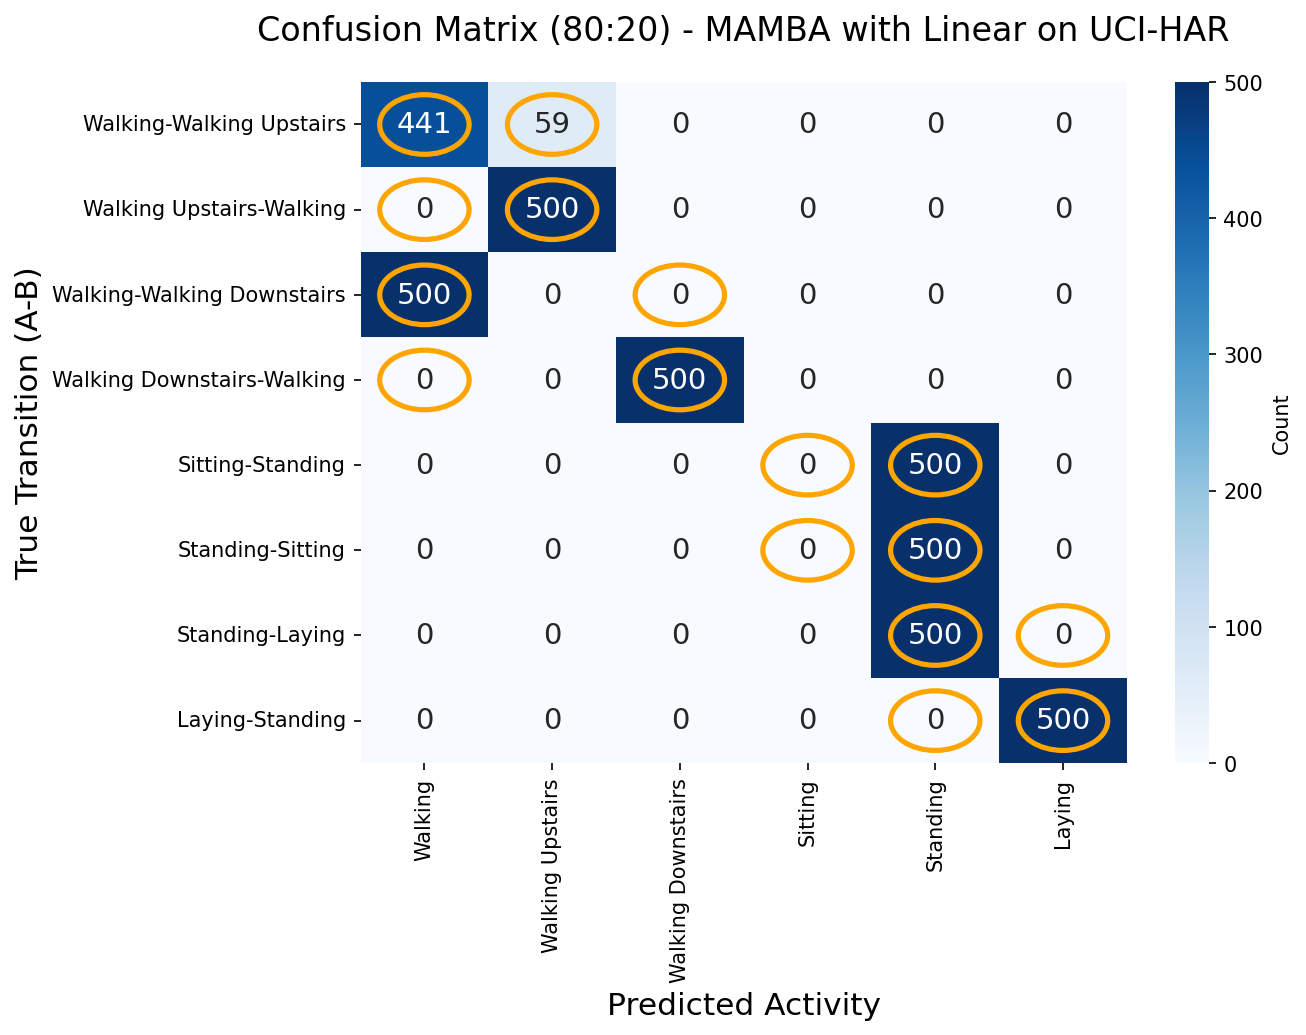 Confusion Matrix (80:20) - MAMBA with Linear on UCI-HAR
True Transition (A-B)
Walking-Walking Upstairs 441 59 0 0 0 0
Walking Upstairs-Walking 0 500 0 0 0 0
Walking-Walking Downstairs 500 0 0 0 0 0
Walking Downstairs-Walking 0 0 500 0 0 0
Sitting-Standing 0 0 0 0 500 0
Standing-Sitting 0 0 0 0 500 0
Standing-Laying 0 0 0 0 500 0
Laying-Standing 0 0 0 0 0 500
Walking
Walking Upstairs
Walking Downstairs
Sitting
Standing
Laying
Predicted Activity
500
400
300
200
100
0
Count